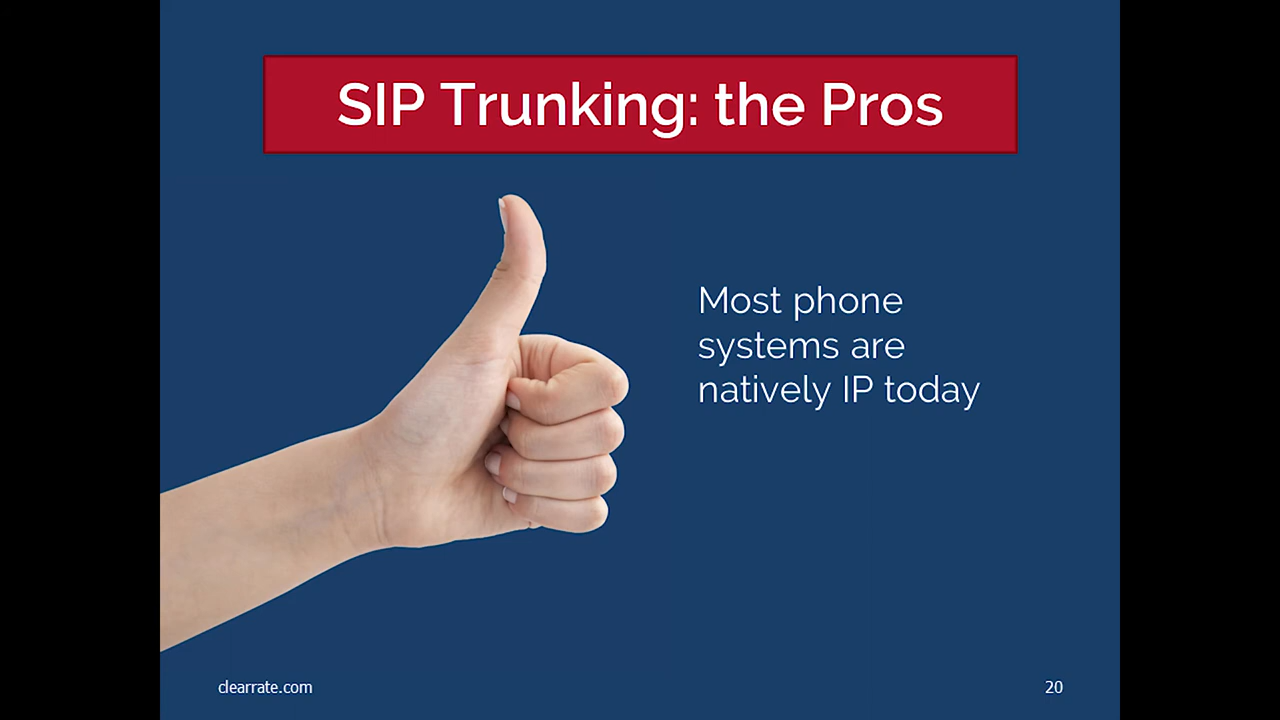 SIP Trunking: the Pros
Most phone
systems are
natively IP today
clearrate.com
20